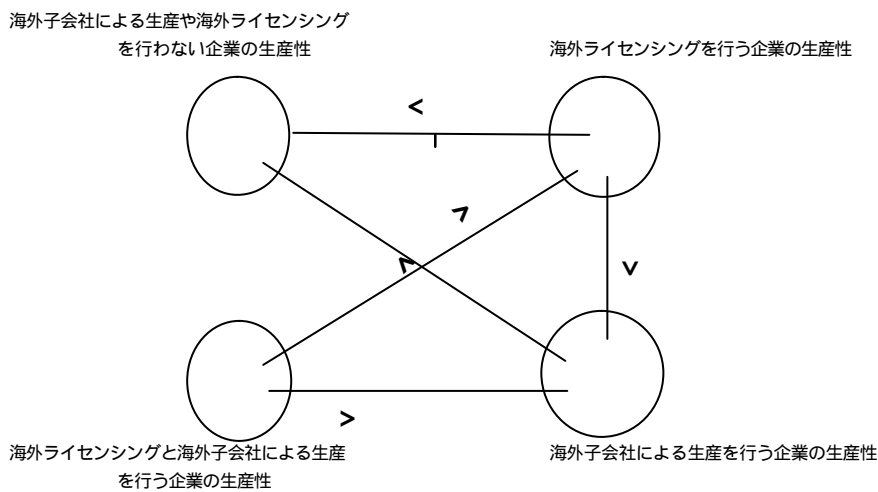 海外子会社による生産や海外ライセンシング
を行わない企業の生産性
海外ライセンシングを行う企業の生産性
<
>
<
>
>
海外ライセンシングと海外子会社による生産
を行う企業の生産性
海外子会社による生産を行う企業の生産性